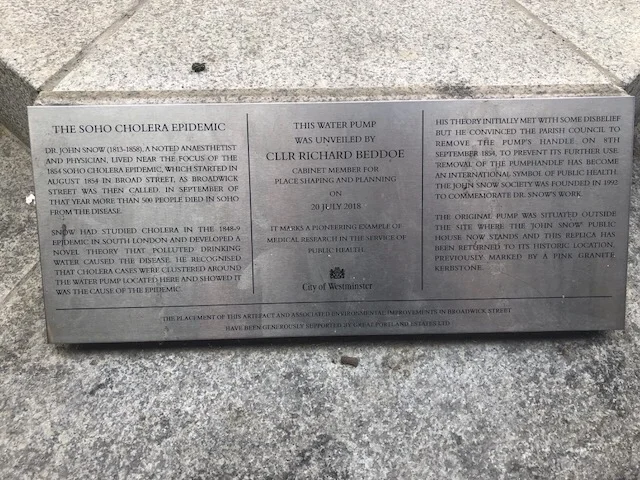 THE SOHO CHOLERA EPIDEMIC
DR. JOHN SNOW (1813-1858), A NOTED ANAESTHETIST
AND PHYSICIAN, LIVED NEAR THE FOCUS OF THE
1854 SOHO CHOLERA EPIDEMIC, WHICH STARTED IN
AUGUST 1854 IN BROAD STREET, AS BROADWICK
STREET WAS THEN CALLED. IN SEPTEMBER OF
THAT YEAR MORE THAN 500 PEOPLE DIED IN SOHO
FROM THE DISEASE.
SNOW HAD STUDIED CHOLERA IN THE 1848-9
EPIDEMIC IN SOUTH LONDON AND DEVELOPED A
NOVEL THEORY THAT POLLUTED DRINKING
WATER CAUSED THE DISEASE. HE RECOGNISED
THAT CHOLERA CASES WERE CLUSTERED AROUND
THE WATER PUMP LOCATED HERE AND SHOWED IT
WAS THE CAUSE OF THE EPIDEMIC.
THIS WATER PUMP
WAS UNVEILED BY
CLLR RICHARD BEDDOE
CABINET MEMBER FOR
PLACE SHAPING AND PLANNING
ON
20 JULY 2018
IT MARKS A PIONEERING EXAMPLE OF
MEDICAL RESEARCH IN THE SERVICE OF
PUBLIC HEALTH.
City of Westminster
HIS THEORY INITIALLY MET WITH SOME DISBELIEF
BUT HE CONVINCED THE PARISH COUNCIL TO
REMOVE THE PUMP'S HANDLE ON 8TH
SEPTEMBER 1854, TO PREVENT ITS FURTHER USE.
'REMOVAL OF THE PUMPHANDLE' HAS BECOME
AN INTERNATIONAL SYMBOL OF PUBLIC HEALTH.
THE JOHN SNOW SOCIETY WAS FOUNDED IN 1992
TO COMMEMORATE DR. SNOW'S WORK.
THE ORIGINAL PUMP WAS SITUATED OUTSIDE
THE SITE WHERE THE 'JOHN SNOW' PUBLIC
HOUSE NOW STANDS AND THIS REPLICA HAS
BEEN RETURNED TO ITS HISTORIC LOCATION,
PREVIOUSLY MARKED BY A PINK GRANITE
KERBSTONE.
THE PLACEMENT OF THIS ARTEFACT AND ASSOCIATED ENVIRONMENTAL IMPROVEMENTS IN BROADWICK STREET
HAVE BEEN GENEROUSLY SUPPORTED BY GREAT PORTLAND ESTATES LTD